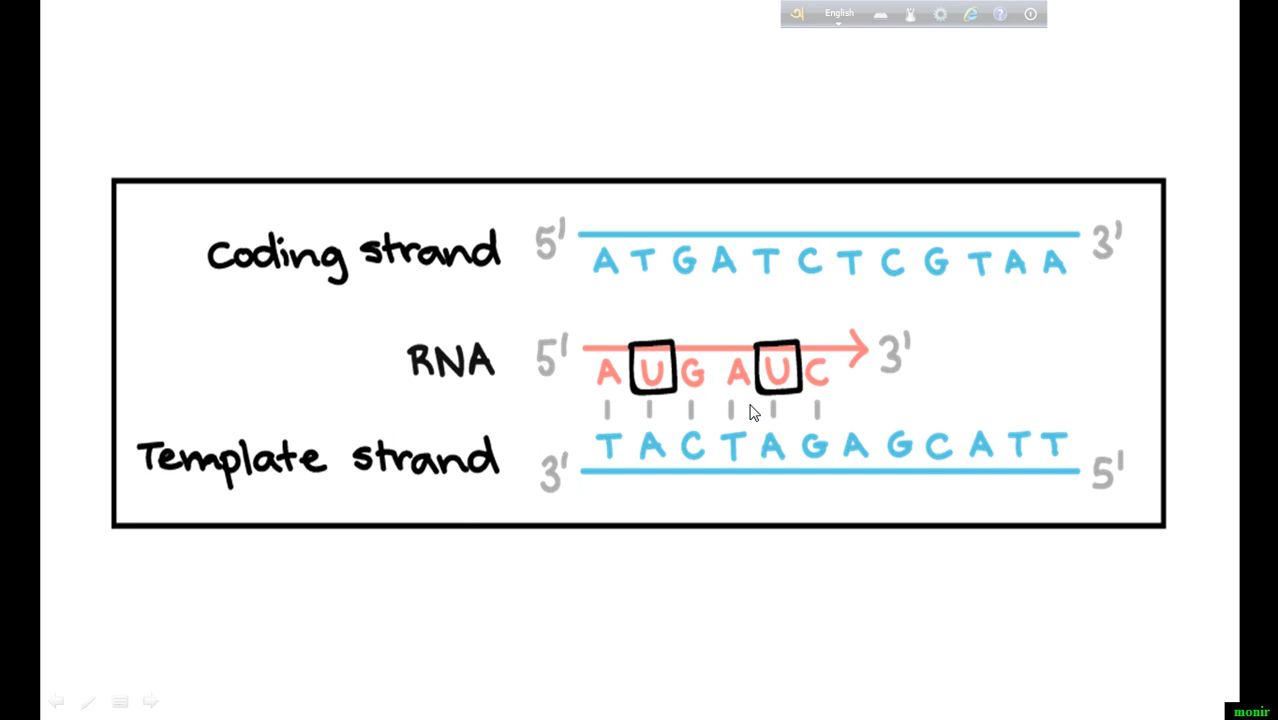 English
Coding strand 5' ATGATCTCGTAA 3'
RNA 5' AUGAUC 3'
Template strand 3' TACTAGAGCATT 5'
monir